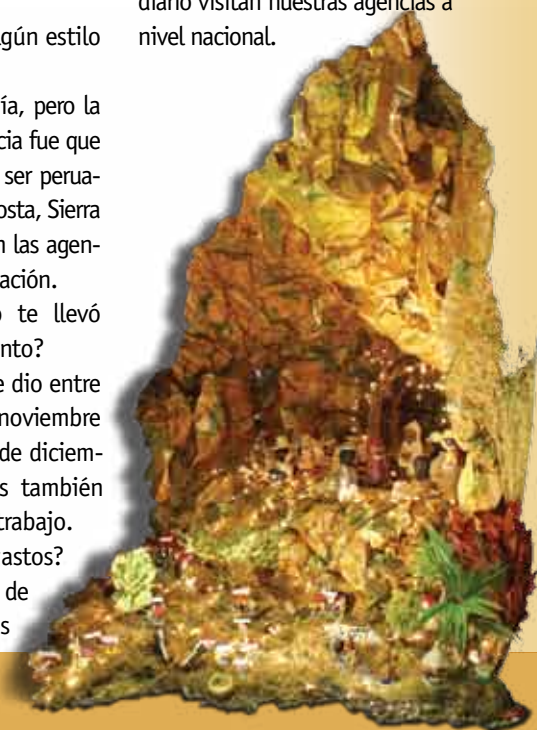 lgún estilo
ía, pero la
cia fue que
ser perua-
osta, Sierra
n las agen-
ación.
o te llevó
nto?
e dio entre
noviembre
de diciem-
s también
trabajo.
astos?
de
s
diario visitan nuestras agencias a
nivel nacional.